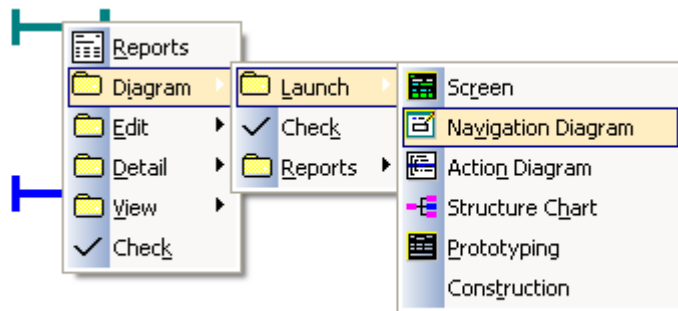 Reports
Diagram
Edit
Detail
View
Check
Launch
Check
Reports
Screen
Navigation Diagram
Action Diagram
Structure Chart
Prototyping
Construction